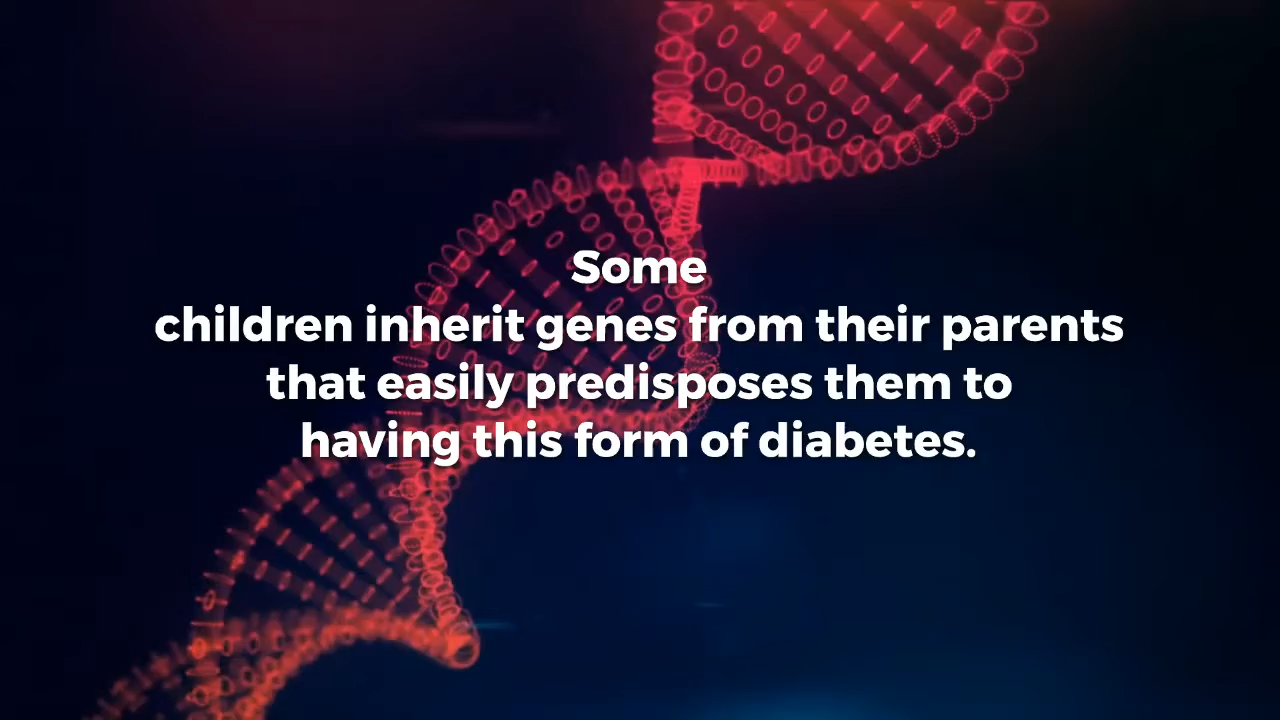 Some
children inherit genes from their parents
that easily predisposes them to
having this form of diabetes.